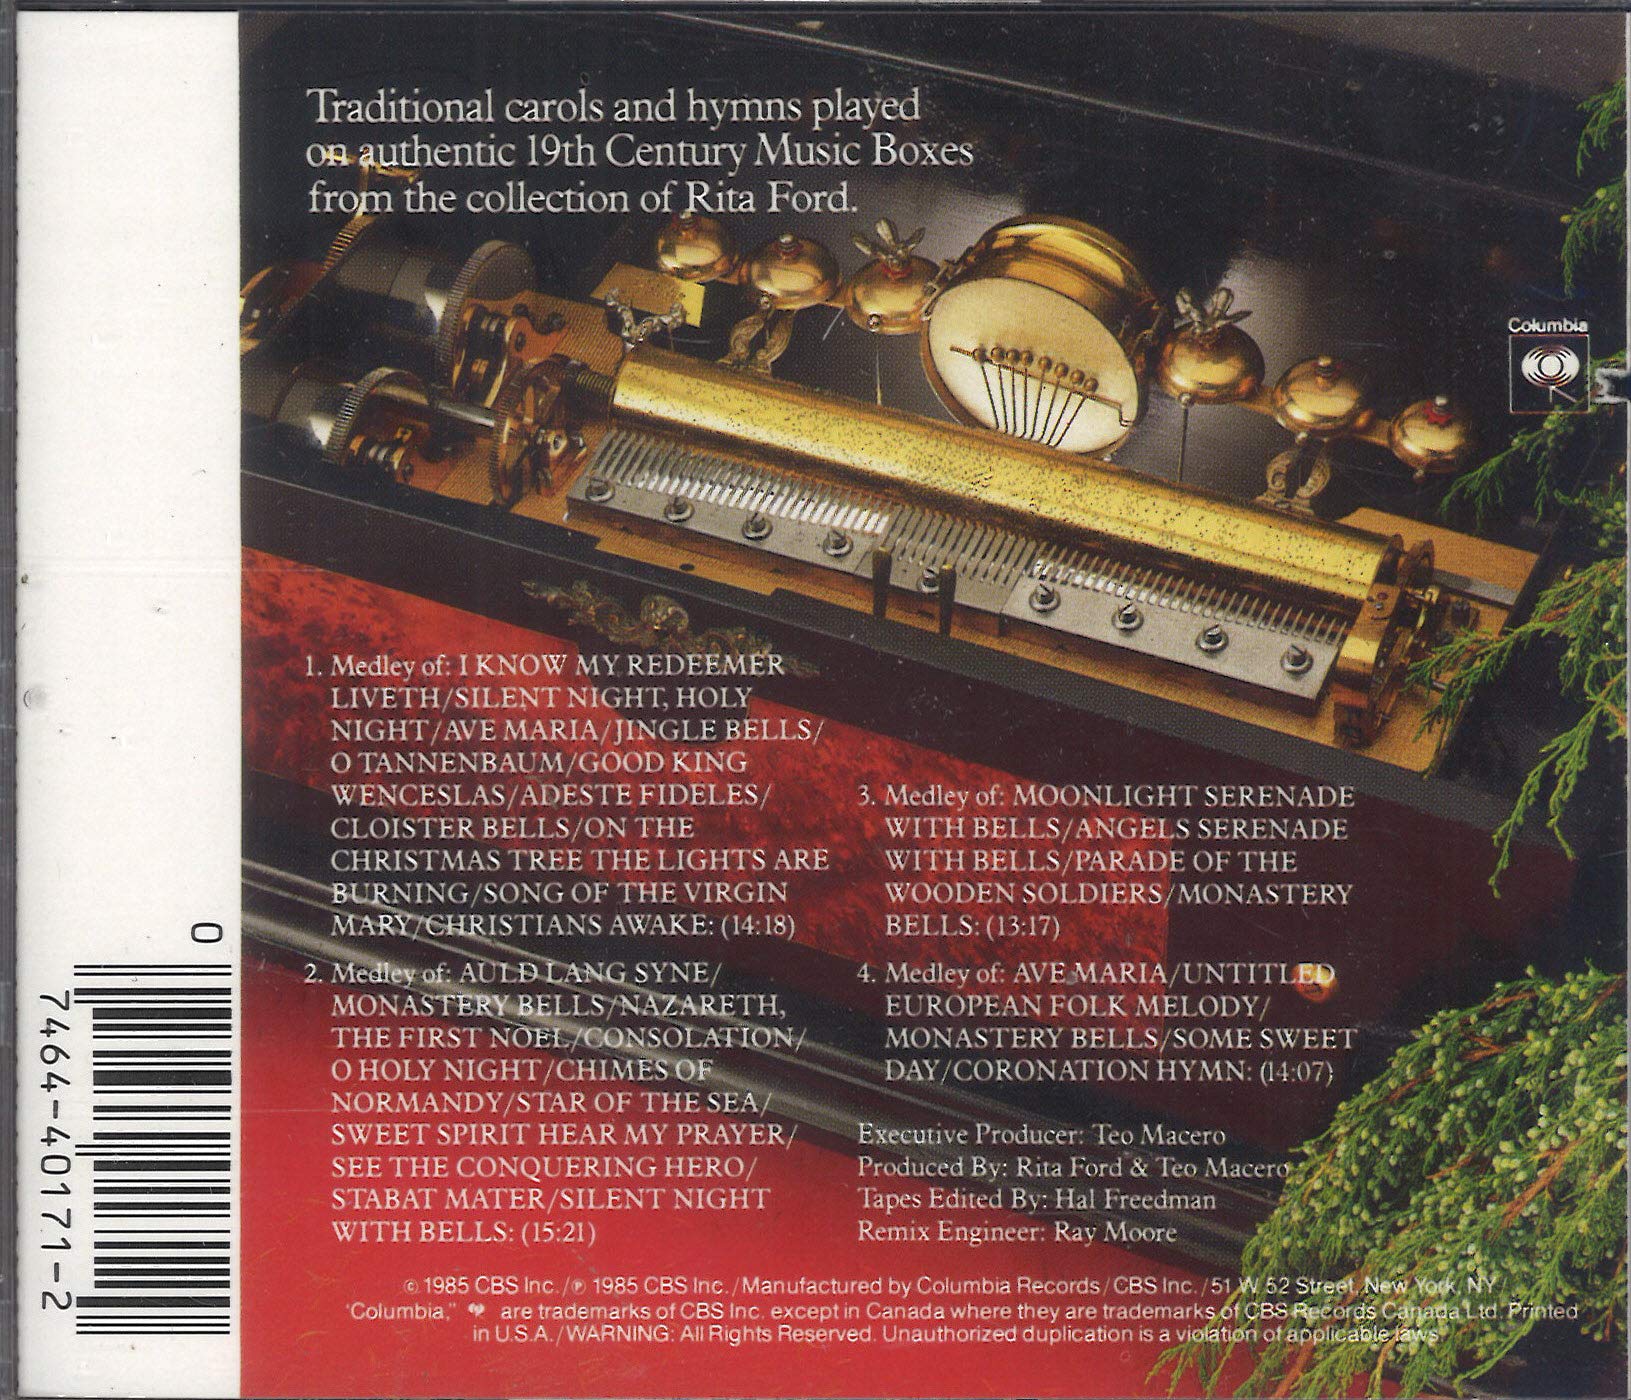 Traditional carols and hymns played
on authentic 19th Century Music Boxes
from the collection of Rita Ford.
Columbia
1. Medley of: I KNOW MY REDEEMER
LIVETH/SILENT NIGHT, HOLY
NIGHT/AVE MARIA/JINGLE BELLS/
O TANNENBAUM/GOOD KING
WENCESLAS/ADESTE FIDELES/
CLOISTER BELLS/ON THE
CHRISTMAS TREE THE LIGHTS ARE
BURNING/SONG OF THE VIRGIN
MARY/CHRISTIANS AWAKE: (14:18)
2. Medley of: AULD LANG SYNE/
MONASTERY BELLS/NAZARETH,
THE FIRST NOEL/CONSOLATION/
O HOLY NIGHT/CHIMES OF
NORMANDY/STAR OF THE SEA/
SWEET SPIRIT HEAR MY PRAYER/
SEE THE CONQUERING HERO/
STABAT MATER/SILENT NIGHT
WITH BELLS: (15:21)
3. Medley of: MOONLIGHT SERENADE
WITH BELLS/ANGELS SERENADE
WITH BELLS/PARADE OF THE
WOODEN SOLDIERS/MONASTERY
BELLS: (13:17)
4. Medley of: AVE MARIA/UNTITLED
EUROPEAN FOLK MELODY/
MONASTERY BELLS/SOME SWEET
DAY/CORONATION HYMN: (14:07)
Executive Producer: Teo Macero
Produced By: Rita Ford & Teo Macero
Tapes Edited By: Hal Freedman
Remix Engineer: Ray Moore
© 1985 CBS Inc./℗ 1985 CBS Inc./Manufactured by Columbia Records/CBS Inc./51 W 52 Street, New York, NY
"Columbia," are trademarks of CBS Inc. except in Canada where they are trademarks of CBS Records Canada Ltd. Printed
in U.S.A./WARNING: All Rights Reserved. Unauthorized duplication is a violation of applicable laws.
0
7464-40171-2